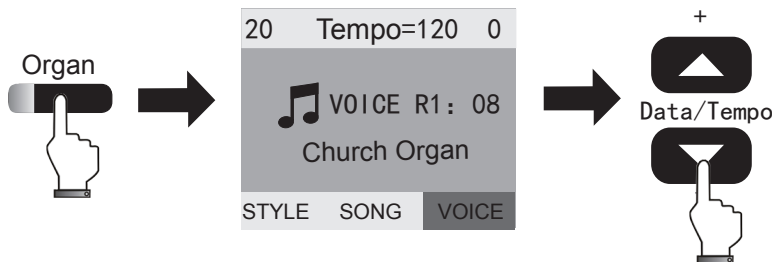 Organ
20 Tempo=120 0
VOICE R1: 08
Church Organ
STYLE SONG VOICE
+
Data/Tempo